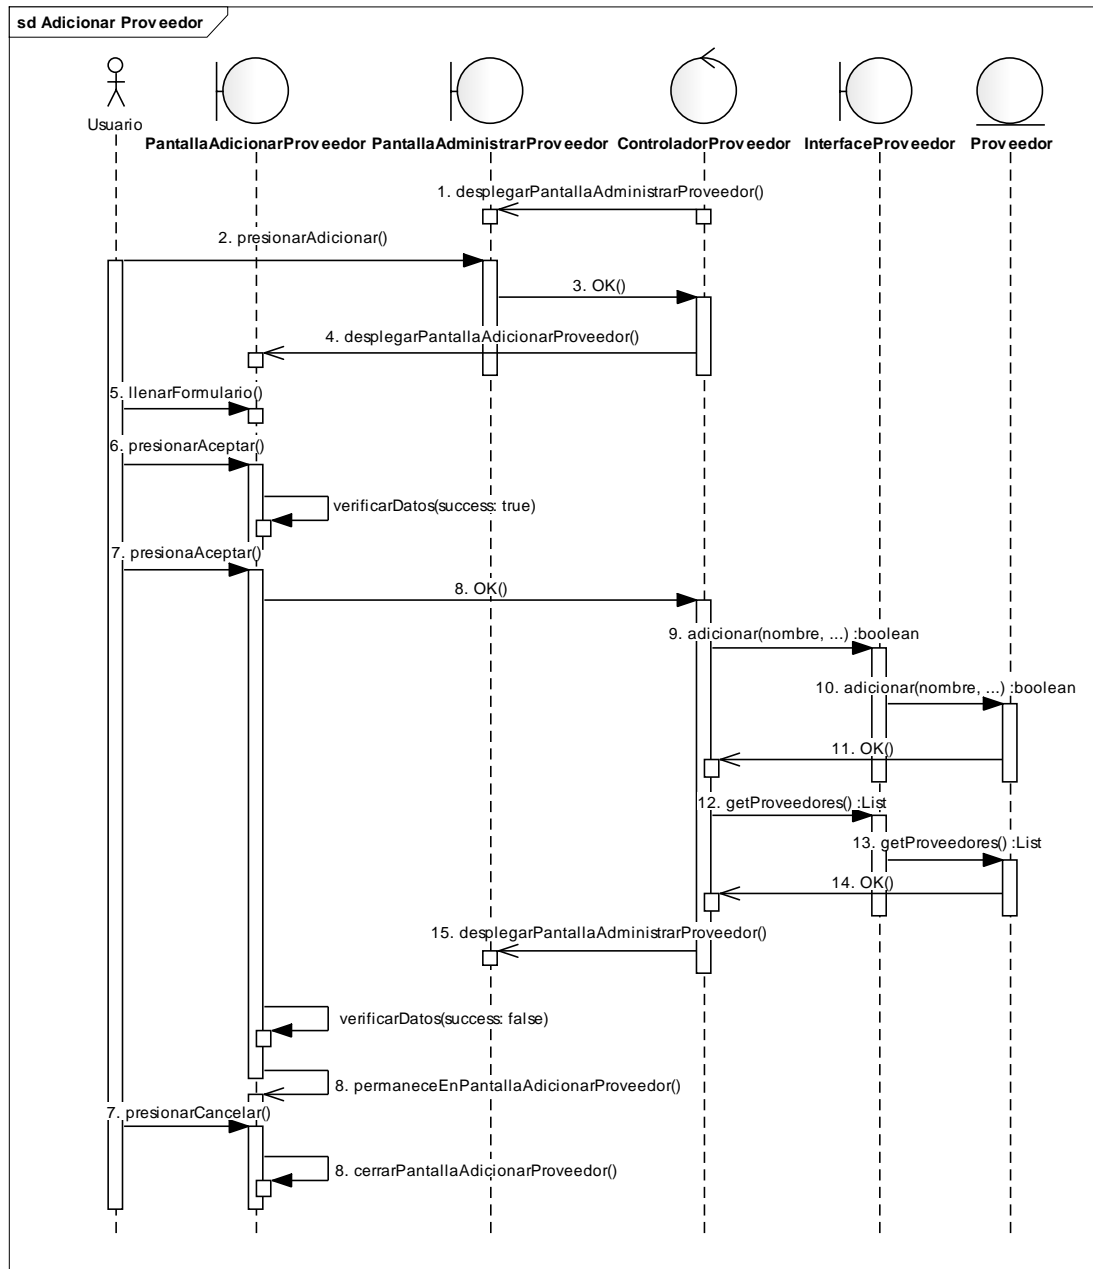 sd Adicionar Proveedor
Usuario
PantallaAdicionarProveedor
PantallaAdministrarProveedor
ControladorProveedor
InterfaceProveedor
Proveedor
1. desplegarPantallaAdministrarProveedor()
2. presionarAdicionar()
3. OK()
4. desplegarPantallaAdicionarProveedor()
5. llenarFormulario()
6. presionarAceptar()
verificarDatos(success: true)
7. presionaAceptar()
8. OK()
9. adicionar(nombre, ...) :boolean
10. adicionar(nombre, ...) :boolean
11. OK()
12. getProveedores() :List
13. getProveedores() :List
14. OK()
15. desplegarPantallaAdministrarProveedor()
verificarDatos(success: false)
8. permaneceEnPantallaAdicionarProveedor()
7. presionarCancelar()
8. cerrarPantallaAdicionarProveedor()